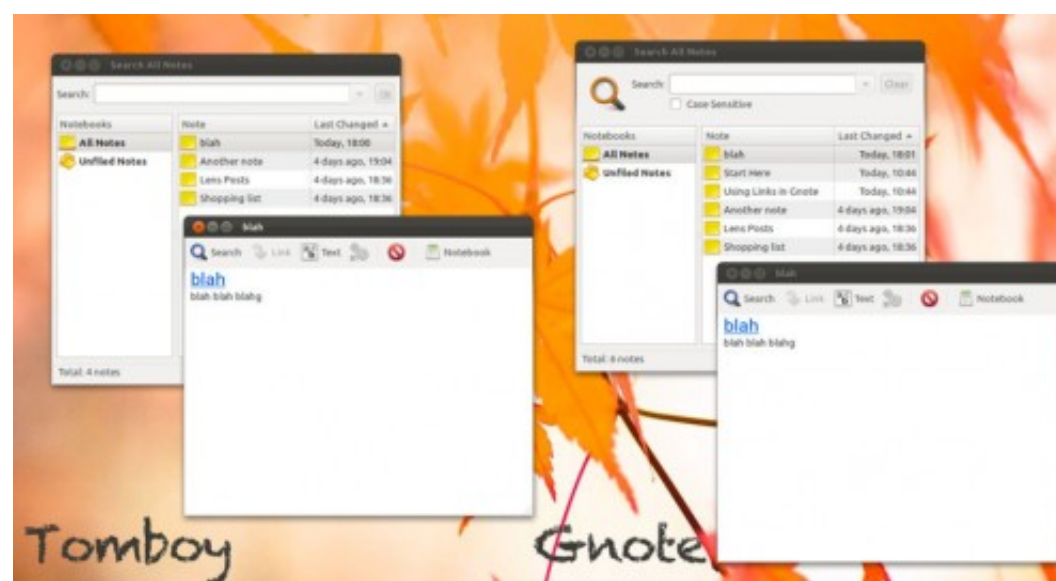 Search All Notes
Search:
Ok
Notebooks
Note
Last Changed
All Notes
blah
Today, 18:00
Unfiled Notes
Another note
4 days ago, 19:04
Lens Posts
4 days ago, 18:36
Shopping list
4 days ago, 18:36
Total: 4 notes
blah
Search
Link
Text
Notebook
blah
blah blah blahg
Tomboy
Search All Notes
Search:
Clear
Case Sensitive
Notebooks
Note
Last Changed
All Notes
blah
Today, 18:01
Unfiled Notes
Start Here
Today, 10:44
Using Links in Gnote
Today, 10:44
Another note
4 days ago, 19:04
Lens Posts
4 days ago, 18:36
Shopping list
4 days ago, 18:36
Total: 6 notes
blah
Search
Link
Text
Notebook
blah
blah blah blahg
Gnote